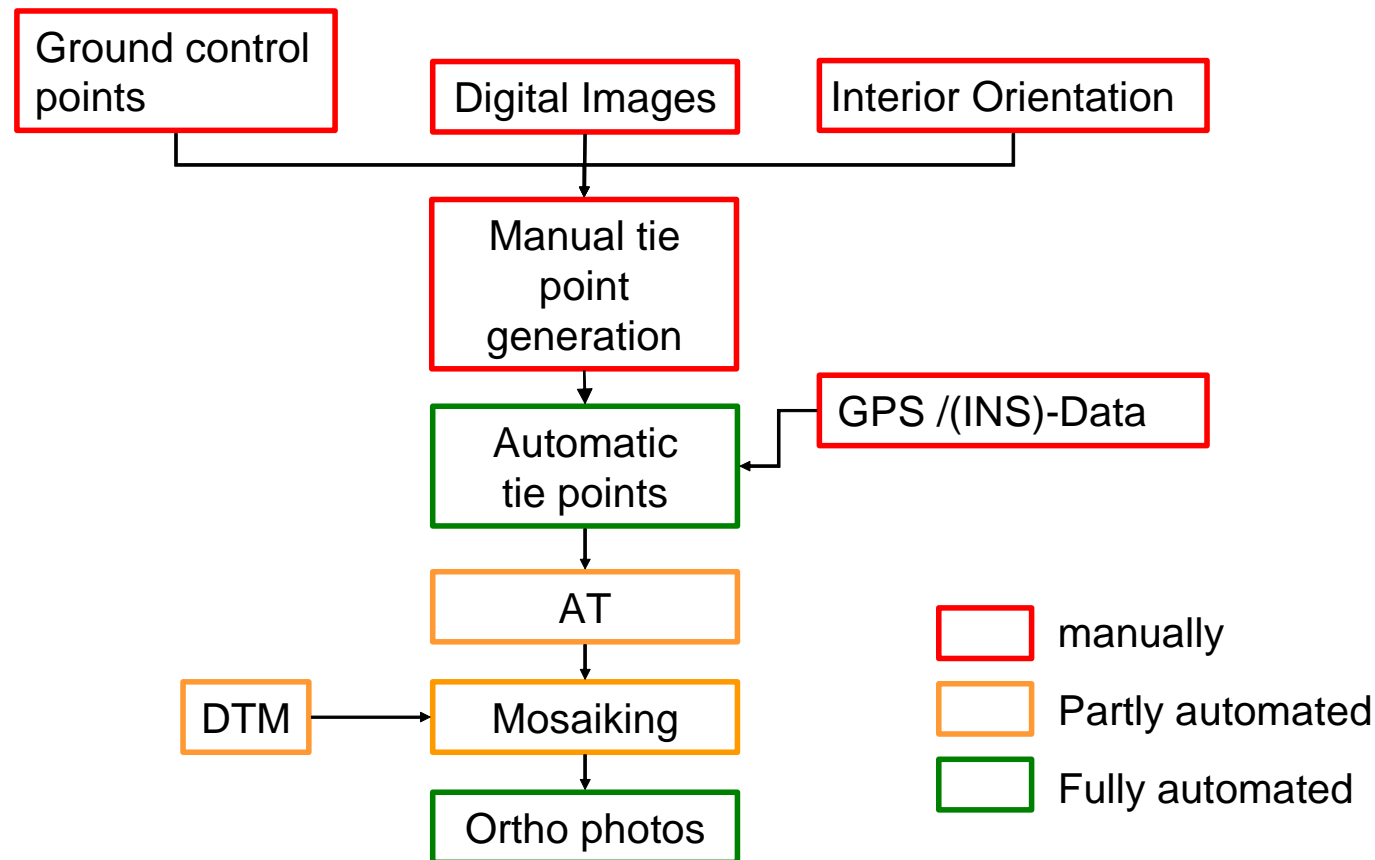 Ground control
points
Digital Images
Interior Orientation
Manual tie
point
generation
GPS /(INS)-Data
Automatic
tie points
AT
DTM
Mosaiking
Ortho photos
manually
Partly automated
Fully automated